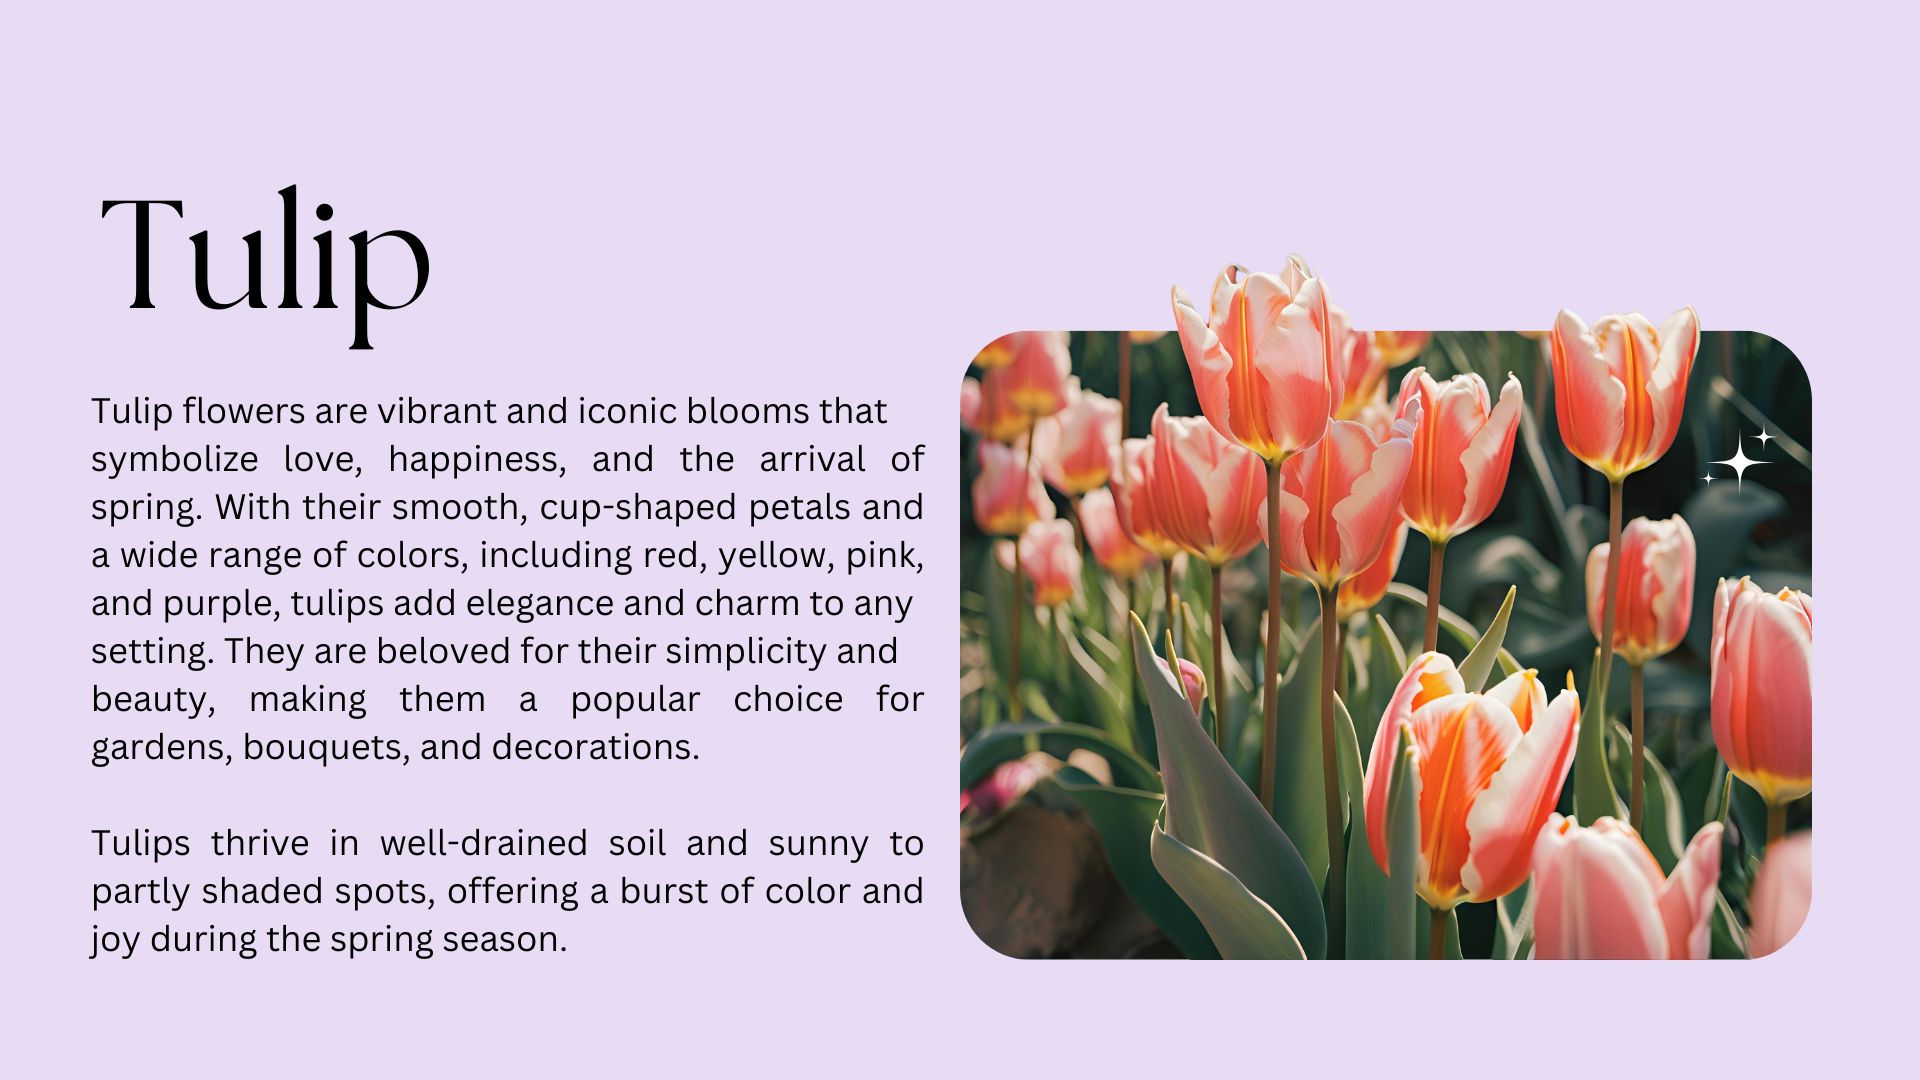 Tulip
Tulip flowers are vibrant and iconic blooms that
symbolize love, happiness, and the arrival of
spring. With their smooth, cup-shaped petals and
a wide range of colors, including red, yellow, pink,
and purple, tulips add elegance and charm to any
setting. They are beloved for their simplicity and
beauty, making them a popular choice for
gardens, bouquets, and decorations.
Tulips thrive in well-drained soil and sunny to
partly shaded spots, offering a burst of color and
joy during the spring season.